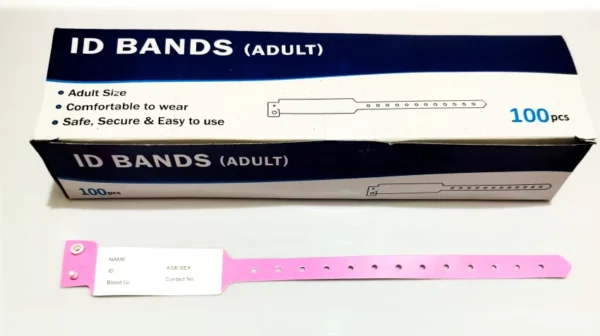 ID BANDS (ADULT)
• Adult Size
• Comfortable to wear
• Safe, Secure & Easy to use
100pcs
ID BANDS (ADULT)
100pcs
NAME
ID AGE/SEX
Blood Gr. Contact No.